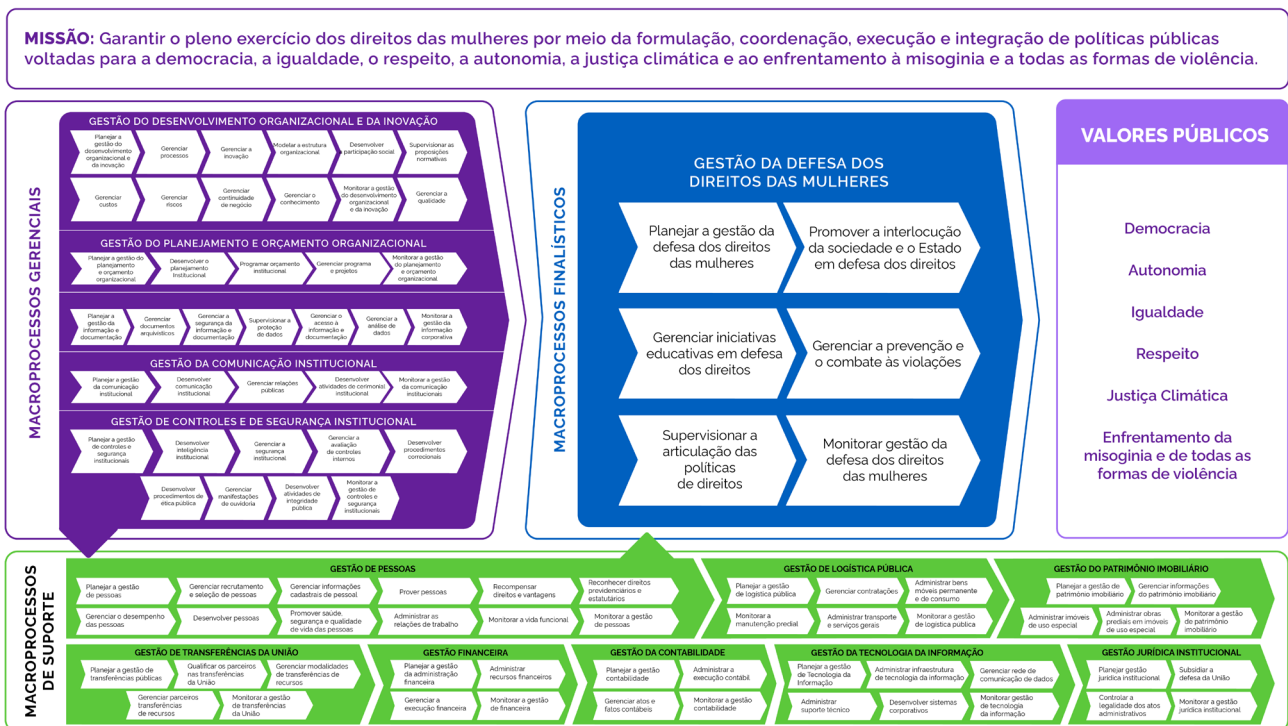 MISSÃO: Garantir o pleno exercício dos direitos das mulheres por meio da formulação, coordenação, execução e integração de políticas públicas
voltadas para a democracia, a igualdade, o respeito, a autonomia, a justiça climática e ao enfrentamento à misoginia e a todas as formas de violência.
MACROPROCESSOS GERENCIAIS
GESTÃO DO DESENVOLVIMENTO ORGANIZACIONAL E DA INOVAÇÃO
Planejar a
gestão do
desenvolvimento
organizacional e
da inovação
Gerenciar
processos
Gerenciar a
inovação
Modelar a estrutura
organizacional
Desenvolver
participação social
Supervisionar as
proposições
normativas
Gerenciar
custos
Gerenciar
riscos
Gerenciar
continuidade
de negócio
Gerenciar o
conhecimento
Monitorar a gestão
do desenvolvimento
organizacional
e da inovação
Gerenciar a
qualidade
GESTÃO DO PLANEJAMENTO E ORÇAMENTO ORGANIZACIONAL
Planejar a gestão do
planejamento
e orçamento
organizacional
Desenvolver o
planejamento
Institucional
Programar orçamento
institucional
Gerenciar programa
e projetos
Monitorar a gestão
do planejamento
e orçamento
organizacional
Planejar a
gestão da
informação e
documentação
Gerenciar
documentos
arquivísticos
Gerenciar a
segurança da
informação e
documentação
Supervisionar a
proteção
de dados
Gerenciar o
acesso à
informação e
documentação
Gerenciar a
análise de
dados
Monitorar a
gestão da
informação
corporativa
GESTÃO DA COMUNICAÇÃO INSTITUCIONAL
Planejar a gestão
da comunicação
institucional
Desenvolver
comunicação
institucional
Gerenciar relações
públicas
Desenvolver
atividades de cerimonial
institucional
Monitorar a gestão
da comunicação
institucionais
GESTÃO DE CONTROLES E DE SEGURANÇA INSTITUCIONAL
Planejar a gestão
de controles e
segurança
institucionais
Desenvolver
inteligência
Institucional
Gerenciar a
segurança
institucional
Gerenciar a
avaliação
de controles
internos
Desenvolver
procedimentos
correcionais
Desenvolver
procedimentos de
ética pública
Gerenciar
manifestações
de ouvidoria
Desenvolver
atividades de
integridade
pública
Monitorar a
gestão de
controles e
segurança
institucionais
MACROPROCESSOS FINALÍSTICOS
GESTÃO DA DEFESA DOS
DIREITOS DAS MULHERES
Planejar a gestão da
defesa dos direitos
das mulheres
Promover a interlocução
da sociedade e o Estado
em defesa dos direitos
Gerenciar iniciativas
educativas em defesa
dos direitos
Gerenciar a prevenção e
o combate às violações
Supervisionar a
articulação das
políticas
de direitos
Monitorar gestão da
defesa dos direitos
das mulheres
VALORES PÚBLICOS
Democracia
Autonomia
Igualdade
Respeito
Justiça Climática
Enfrentamento da
misoginia e de todas as
formas de violência
MACROPROCESSOS
DE SUPORTE
GESTÃO DE PESSOAS
Planejar a gestão
de pessoas
Gerenciar recrutamento
e seleção de pessoas
Gerenciar informações
cadastrais de pessoal
Prover pessoas
Recompensar
direitos e vantagens
Reconhecer direitos
previdenciários e
estatutários
Gerenciar o desempenho
das pessoas
Desenvolver pessoas
Promover saúde,
segurança e qualidade
de vida das pessoas
Administrar as
relações de trabalho
Monitorar a vida funcional
Monitorar a gestão
de pessoas
GESTÃO DE LOGÍSTICA PÚBLICA
Planejar a gestão
de logística pública
Gerenciar contratações
Administrar bens
móveis permanente
e de consumo
Monitorar a
manutenção predial
Administrar transporte
e serviços gerais
Monitorar a gestão
de logística pública
GESTÃO DO PATRIMÔNIO IMOBILIÁRIO
Planejar a gestão de
patrimônio imobiliário
Gerenciar informações
do patrimônio imobiliário
Administrar imóveis
de uso especial
Administrar obras
prediais em imóveis
de uso especial
Monitorar a gestão
de patrimônio
imobiliário
GESTÃO DE TRANSFERÊNCIAS DA UNIÃO
Planejar a gestão de
transferências públicas
Qualificar os parceiros
nas transferências
da União
Gerenciar modalidades
de transferências de
recursos
Gerenciar parceiros
transferências
de recursos
Monitorar a gestão
de transferências
da União
GESTÃO FINANCEIRA
Planejar a gestão
da administração
financeira
Administrar
recursos financeiros
Gerenciar a
execução financeira
Monitorar a gestão
de financeira
GESTÃO DA CONTABILIDADE
Planejar a gestão da
contabilidade
Administrar a
execução contábil
Gerenciar atos e
fatos contábeis
Monitorar a gestão da
contabilidade
GESTÃO DA TECNOLOGIA DA INFORMAÇÃO
Planejar a gestão
de Tecnologia da
Informação
Administrar infraestrutura
de tecnologia da informação
Gerenciar rede de
comunicação de dados
Administrar
suporte técnico
Desenvolver sistemas
corporativos
Monitorar gestão
de tecnologia
da informação
GESTÃO JURÍDICA INSTITUCIONAL
Planejar gestão
jurídica institucional
Subsidiar a
defesa da União
Controlar a
legalidade dos atos
administrativos
Monitorar a gestão
jurídica institucional